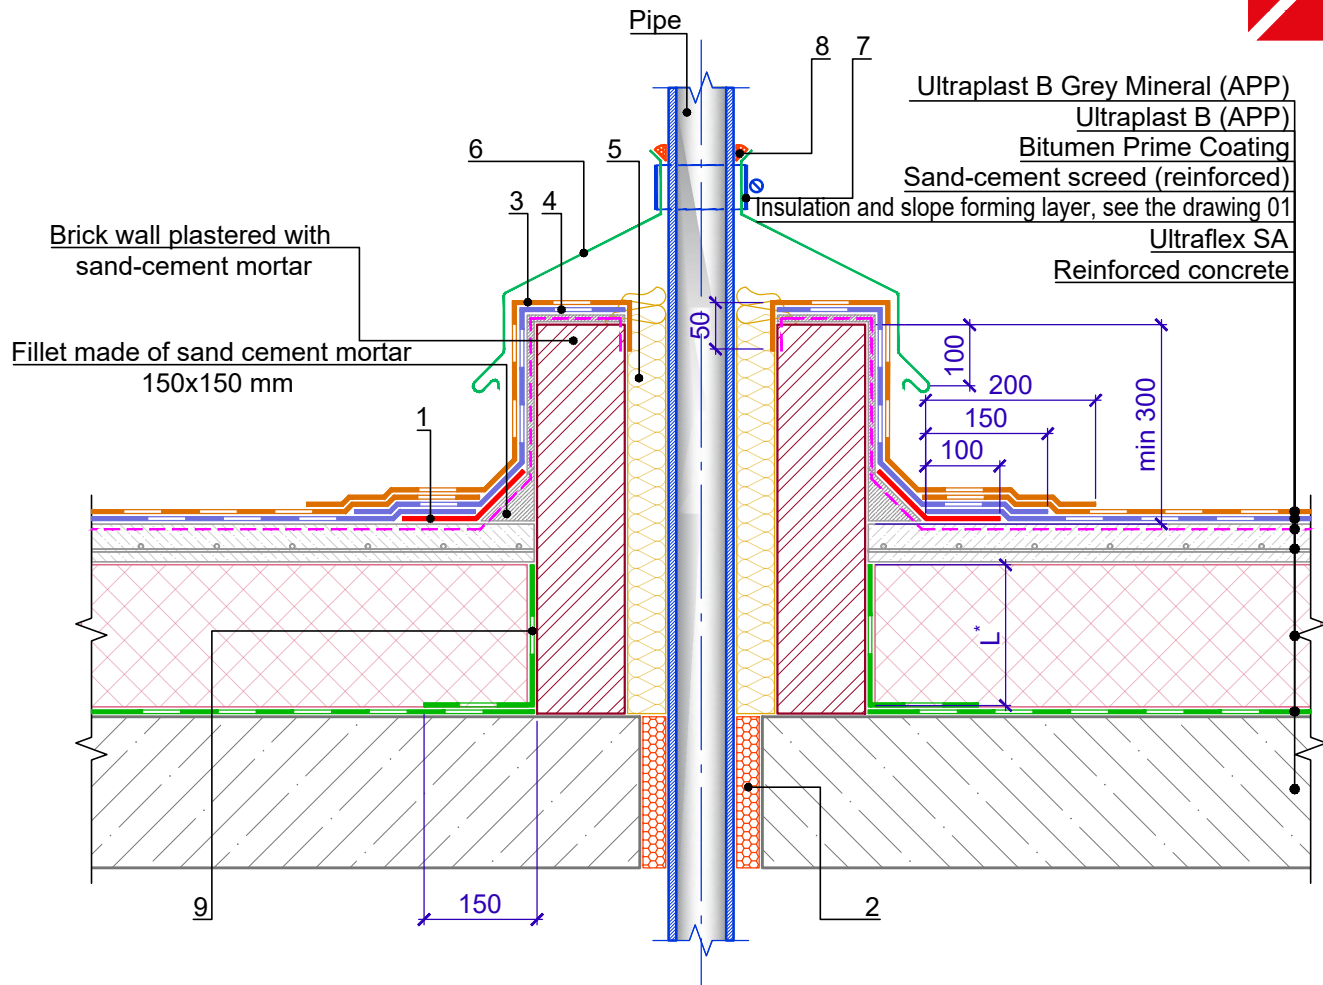 Pipe
8
7
Ultraplast B Grey Mineral (APP)
Ultraplast B (APP)
Bitumen Prime Coating
Sand-cement screed (reinforced)
Insulation and slope forming layer, see the drawing 01
Ultraflex SA
Reinforced concrete
6
5
3
4
Brick wall plastered with
sand-cement mortar
Fillet made of sand cement mortar
150x150 mm
50
100
200
150
100
min 300
1
L*
9
150
2